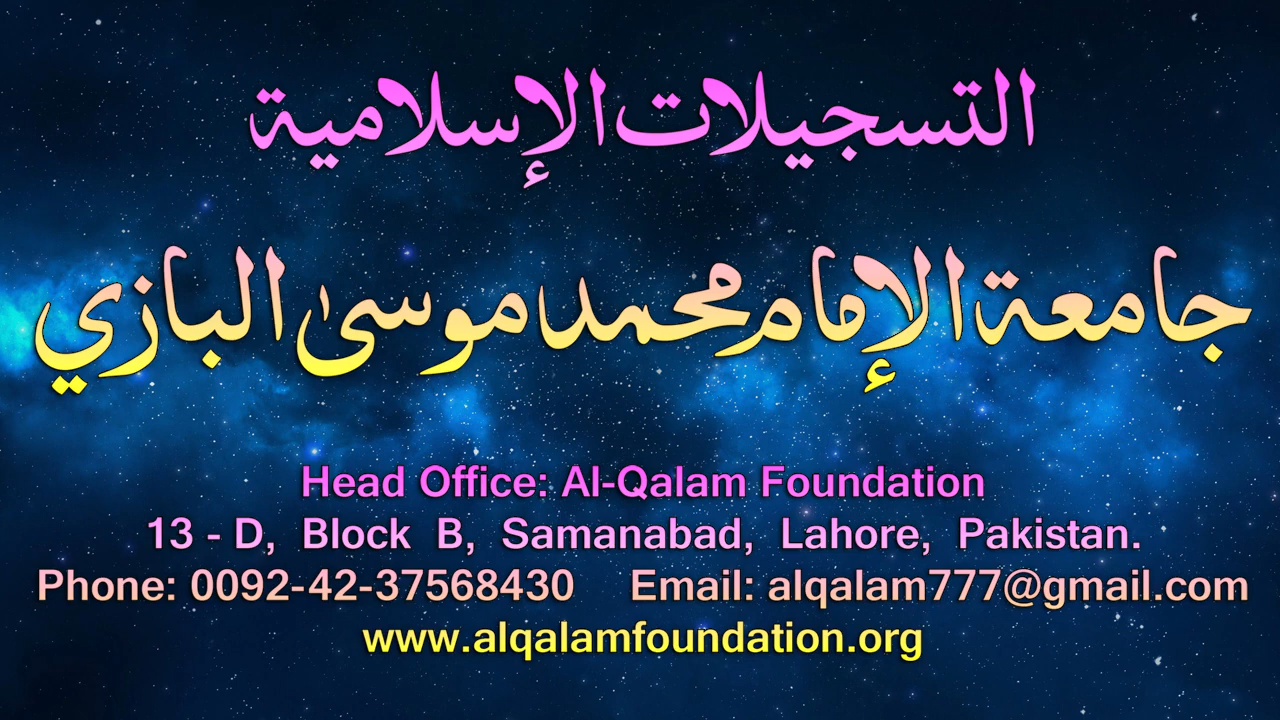 التسجيلات الإسلامية
جامعة الإمام محمد موسىٰ البازي
Head Office: Al-Qalam Foundation
13 - D, Block B, Samanabad, Lahore, Pakistan.
Phone: 0092-42-37568430 Email: alqalam777@gmail.com
www.alqalamfoundation.org